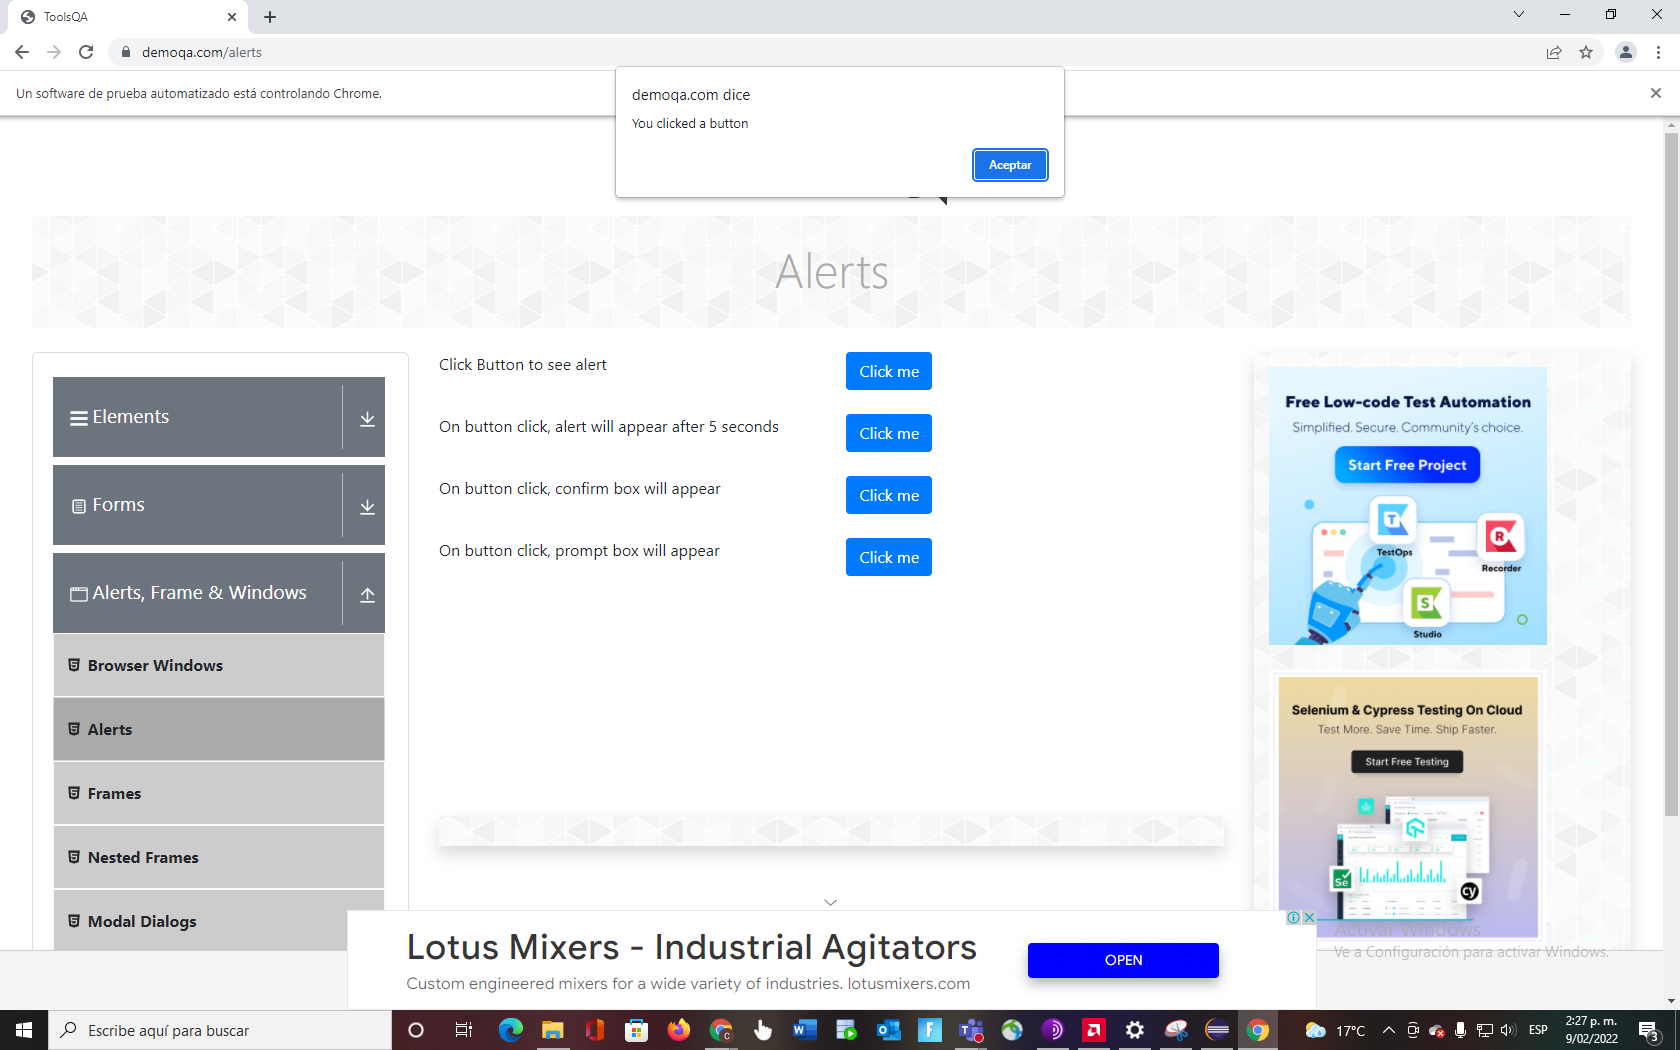 ToolsQA
demoqa.com/alerts
Un software de prueba automatizado está controlando Chrome.
demoqa.com dice
You clicked a button
Aceptar
Alerts
Elements
Forms
Alerts, Frame & Windows
Browser Windows
Alerts
Frames
Nested Frames
Modal Dialogs
Click Button to see alert
Click me
On button click, alert will appear after 5 seconds
Click me
On button click, confirm box will appear
Click me
On button click, prompt box will appear
Click me
Free Low-code Test Automation
Simplified. Secure. Community's choice.
Start Free Project
TestOps
Recorder
Studio
Selenium & Cypress Testing On Cloud
Test More. Save Time. Ship Faster.
Start Free Testing
Se
cy
Activar Windows
Ve a Configuración para activar Windows.
Lotus Mixers - Industrial Agitators
Custom engineered mixers for a wide variety of industries. lotusmixers.com
OPEN
Escribe aquí para buscar
17°C
ESP
2:27 p. m.
9/02/2022
3